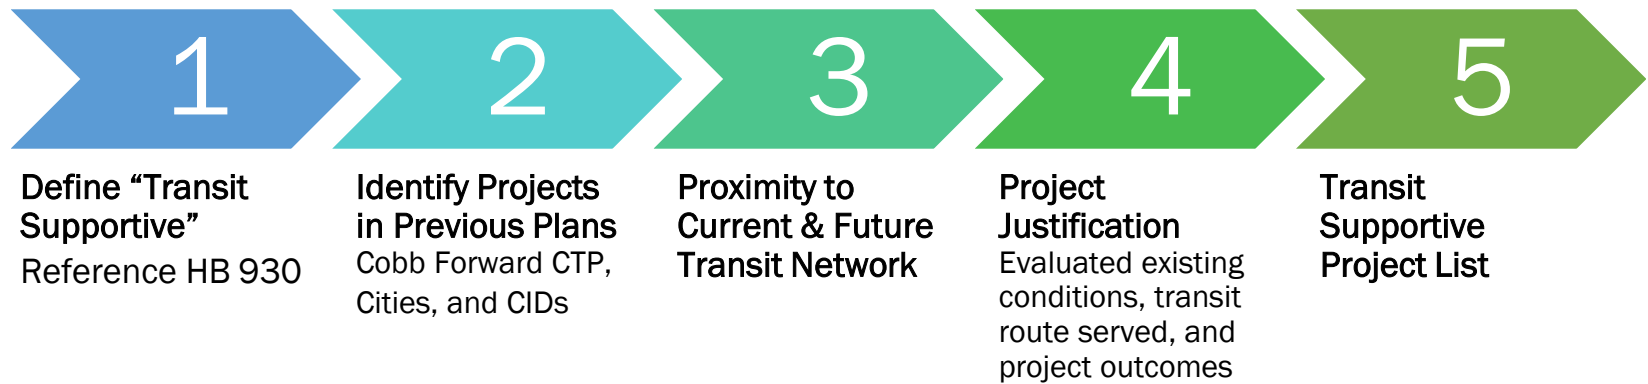 1
Define “Transit
Supportive”
Reference HB 930
2
Identify Projects
in Previous Plans
Cobb Forward CTP,
Cities, and CIDs
3
Proximity to
Current & Future
Transit Network
4
Project
Justification
Evaluated existing
conditions, transit
route served, and
project outcomes
5
Transit
Supportive
Project List